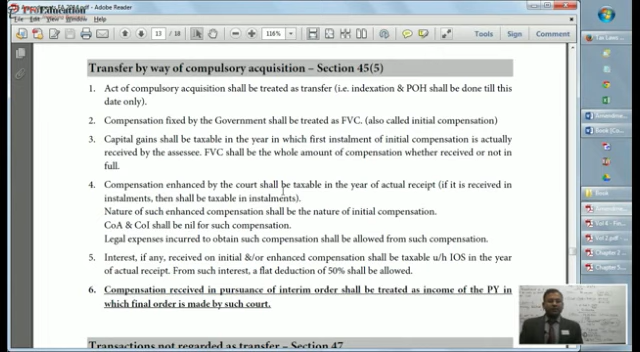 ProEducation
- Adobe Reader
File Edit View Window Help
13 / 18 116% Tools Sign Comment
Transfer by way of compulsory acquisition – Section 45(5)
1. Act of compulsory acquisition shall be treated as transfer (i.e. indexation & POH shall be done till this
date only).
2. Compensation fixed by the Government shall be treated as FVC. (also called initial compensation)
3. Capital gains shall be taxable in the year in which first instalment of initial compensation is actually
received by the assessee. FVC shall be the whole amount of compensation whether received or not in
full.
4. Compensation enhanced by the court shall be taxable in the year of actual receipt (if it is received in
instalments, then shall be taxable in instalments).
Nature of such enhanced compensation shall be the nature of initial compensation.
CoA & CoI shall be nil for such compensation.
Legal expenses incurred to obtain such compensation shall be allowed from such compensation.
5. Interest, if any, received on initial &/or enhanced compensation shall be taxable u/h IOS in the year
of actual receipt. From such interest, a flat deduction of 50% shall be allowed.
6. Compensation received in pursuance of interim order shall be treated as income of the PY in
which final order is made by such court.
Transactions not regarded as transfer – Section 47
Book
Chapter 2
Chapter 5